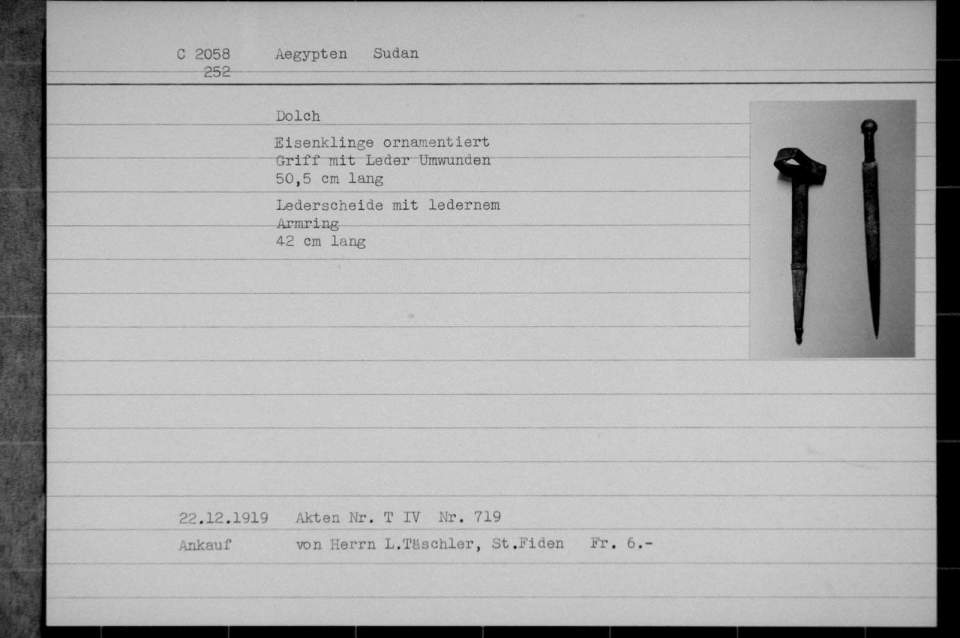 C 2058 Aegypten Sudan
252
Dolch
Eisenklinge ornamentiert
Griff mit Leder Umwunden
50,5 cm lang
Lederscheide mit ledernem
Armring
42 cm lang
22.12.1919 Akten Nr. T IV Nr. 719
Ankauf von Herrn L.Täschler, St.Fiden Fr. 6.-